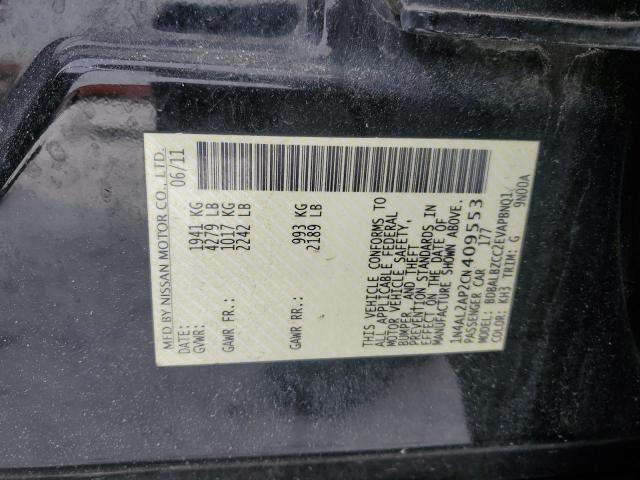 MFD BY NISSAN MOTOR CO., LTD.
DATE: 06/11
GVWR: 1941 KG
4279 LB
GAWR FR.: 1017 KG
2242 LB
GAWR RR.: 993 KG
2189 LB
THIS VEHICLE CONFORMS TO
ALL APPLICABLE FEDERAL
MOTOR VEHICLE SAFETY,
BUMPER, AND THEFT
PREVENTION STANDARDS IN
EFFECT ON THE DATE OF
MANUFACTURE SHOWN ABOVE.
1N4AL2AP2CN409553
PASSENGER CAR 177
MODEL: BDBALBZCC2EVAPBNQ1
COLOR: KH3 TRIM: G 9N00A